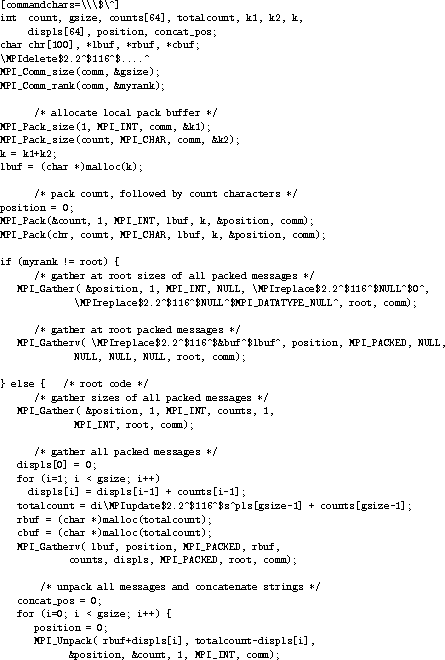 [commandchars=\\\$\^]
int  count, gsize, counts[64], totalcount, k1, k2, k,
     displs[64], position, concat_pos;
char chr[100], *lbuf, *rbuf, *cbuf;
\MPIdelete$2.2^$116^$....^
MPI_Comm_size(comm, &gsize);
MPI_Comm_rank(comm, &myrank);

      /* allocate local pack buffer */
MPI_Pack_size(1, MPI_INT, comm, &k1);
MPI_Pack_size(count, MPI_CHAR, comm, &k2);
k = k1+k2;
lbuf = (char *)malloc(k);

      /* pack count, followed by count characters */
position = 0;
MPI_Pack(&count, 1, MPI_INT, lbuf, k, &position, comm);
MPI_Pack(chr, count, MPI_CHAR, lbuf, k, &position, comm);

if (myrank != root) {
      /* gather at root sizes of all packed messages */
   MPI_Gather( &position, 1, MPI_INT, NULL, \MPIreplace$2.2^$116^$NULL^$0^,
             \MPIreplace$2.2^$116^$NULL^$MPI_DATATYPE_NULL^, root, comm);

      /* gather at root packed messages */
   MPI_Gatherv( \MPIreplace$2.2^$116^$&buf^$lbuf^, position, MPI_PACKED, NULL,
             NULL, NULL, NULL, root, comm);

} else {   /* root code */
      /* gather sizes of all packed messages */
   MPI_Gather( &position, 1, MPI_INT, counts, 1,
             MPI_INT, root, comm);

      /* gather all packed messages */
   displs[0] = 0;
   for (i=1; i < gsize; i++)
     displs[i] = displs[i-1] + counts[i-1];
   totalcount = di\MPIupdate$2.2^$116^$s^pls[gsize-1] + counts[gsize-1];
   rbuf = (char *)malloc(totalcount);
   cbuf = (char *)malloc(totalcount);
   MPI_Gatherv( lbuf, position, MPI_PACKED, rbuf,
            counts, displs, MPI_PACKED, root, comm);

       /* unpack all messages and concatenate strings */
   concat_pos = 0;
   for (i=0; i < gsize; i++) {
      position = 0;
      MPI_Unpack( rbuf+displs[i], totalcount-displs[i],
            &position, &count, 1, MPI_INT, comm);